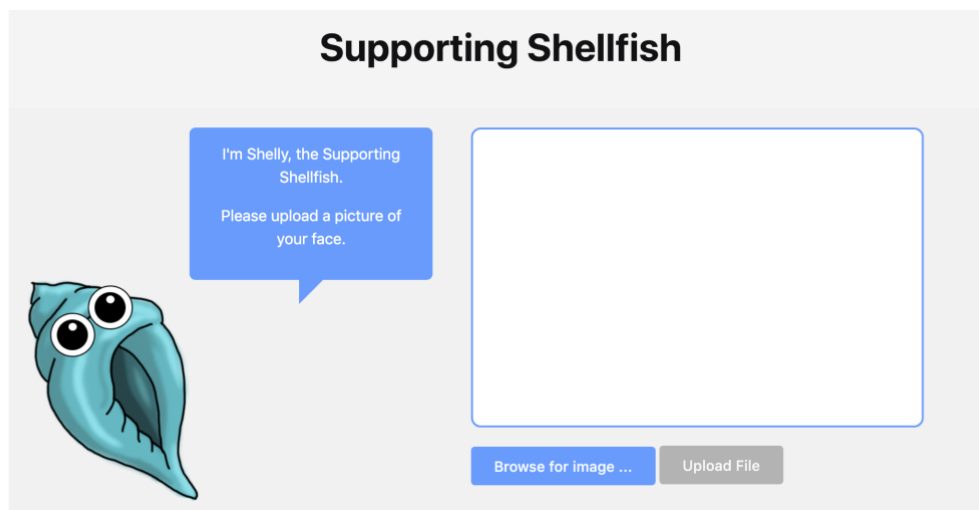 Supporting Shellfish
I'm Shelly, the Supporting
Shellfish.
Please upload a picture of
your face.
Browse for image ...
Upload File